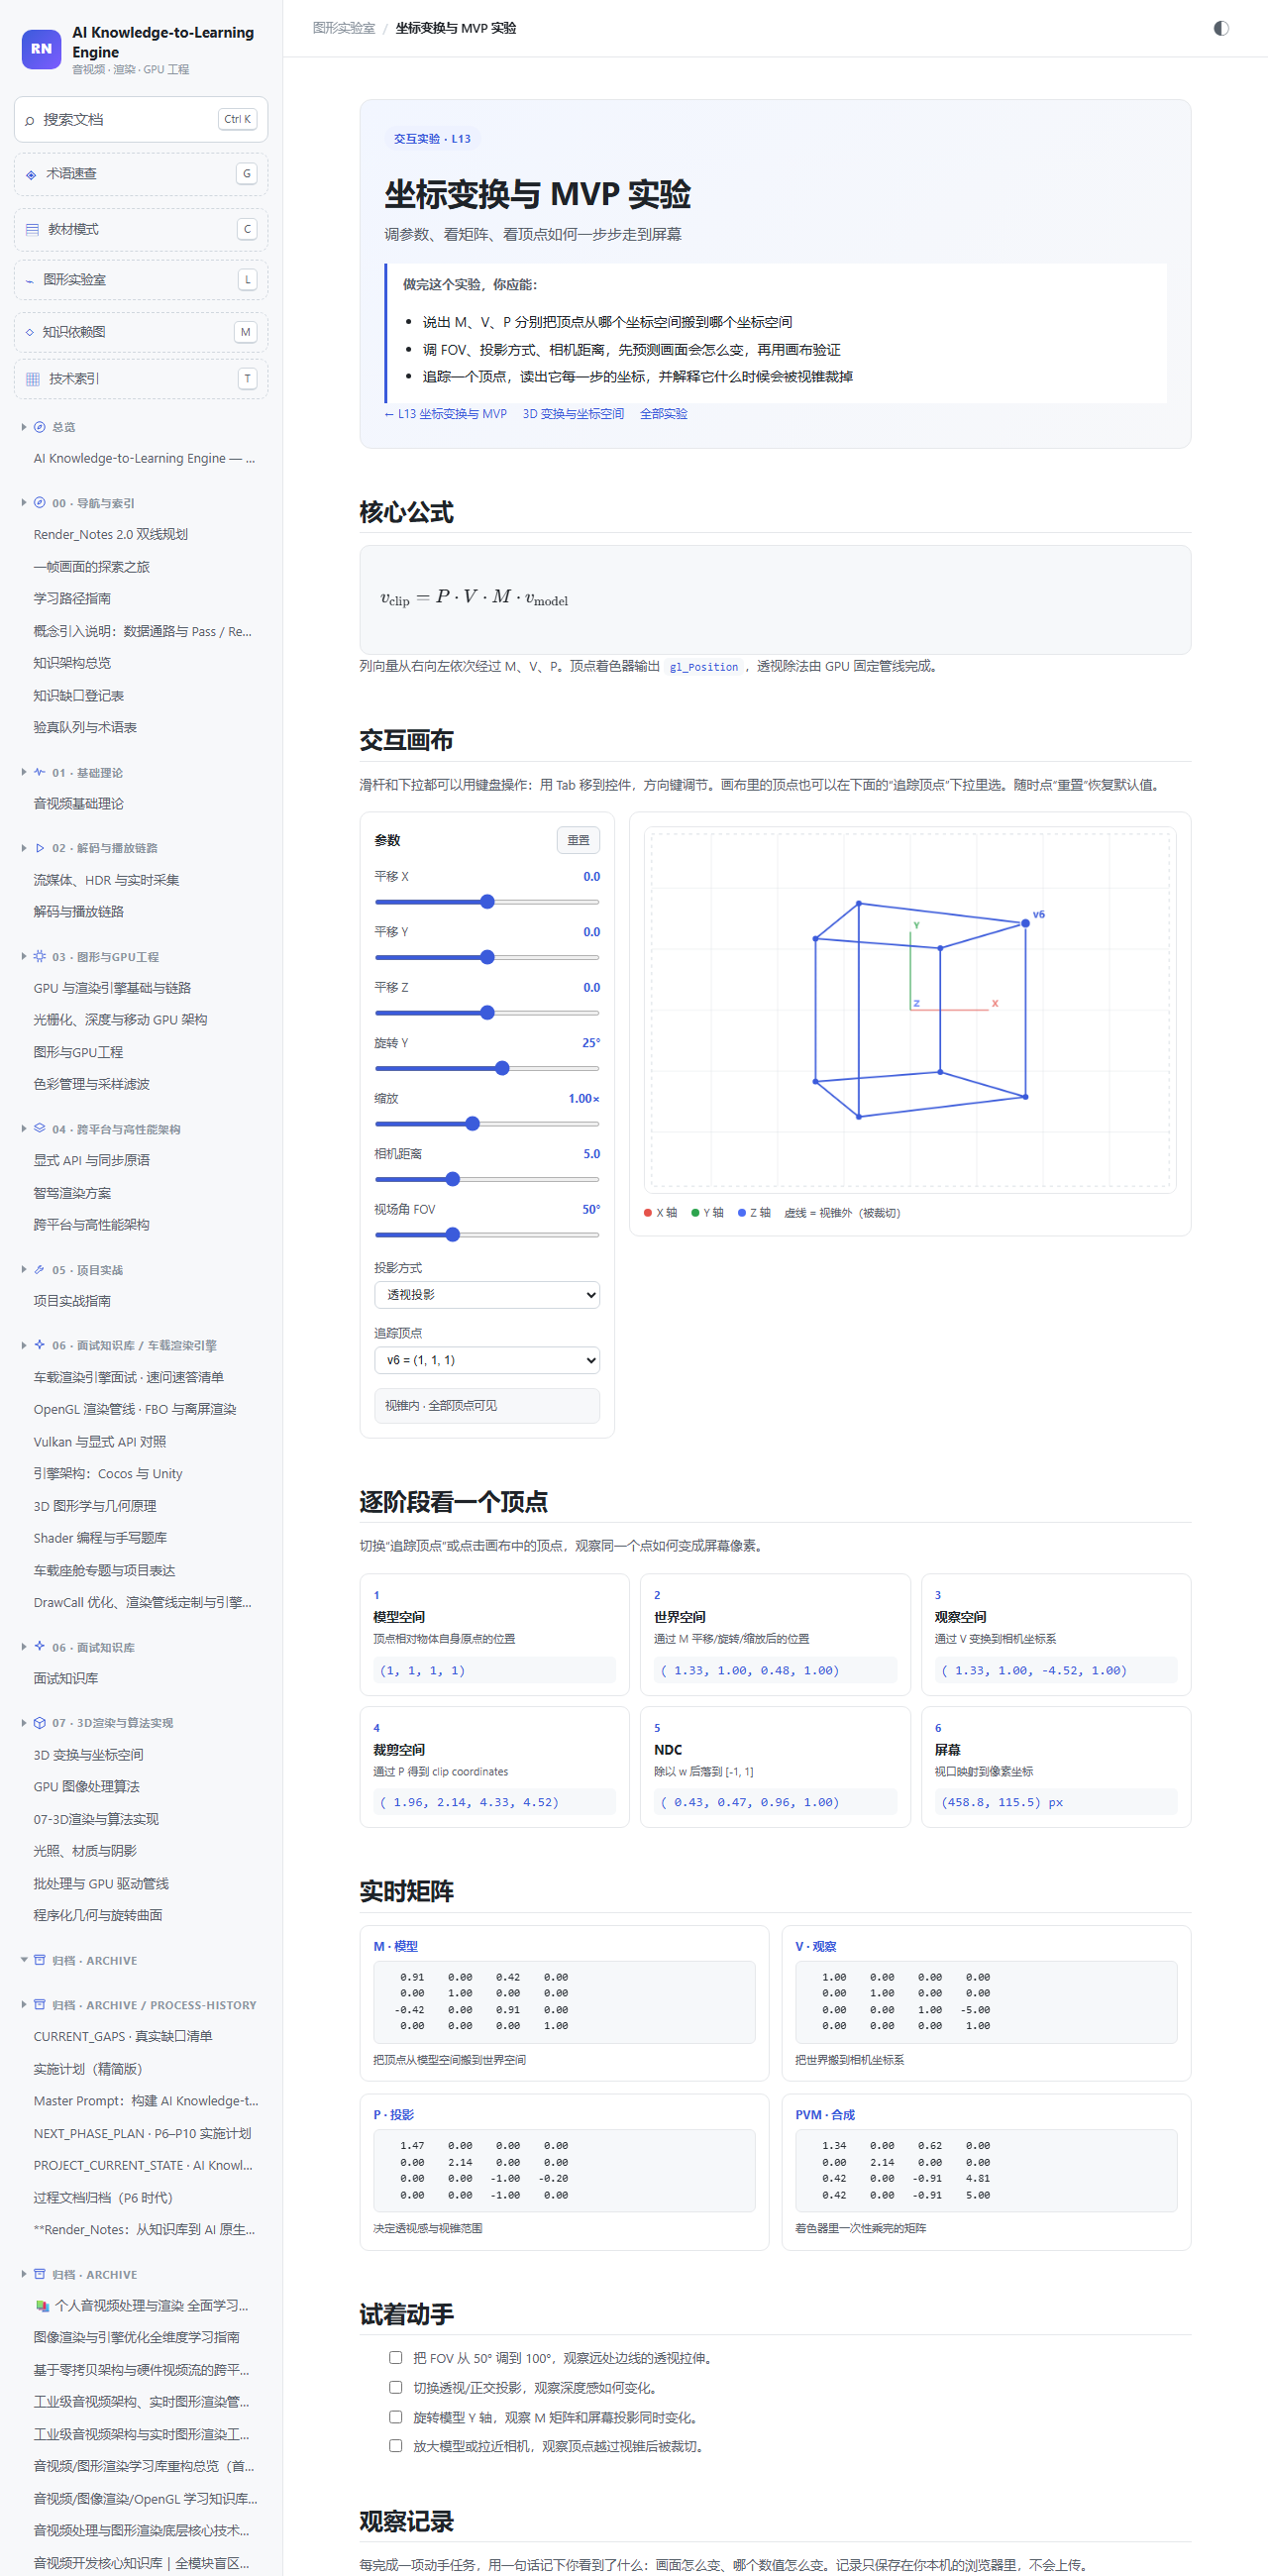 RN
AI Knowledge-to-Learning
Engine
音视频 · 渲染 · GPU 工程
搜索文档 Ctrl K
术语速查 G
教材模式 C
图形实验室 L
知识依赖图 M
技术索引 T
总览
AI Knowledge-to-Learning Engine — ...
00 · 导航与索引
Render_Notes 2.0 双线规划
一帧画面的探索之旅
学习路径指南
概念引入说明：数据通路与 Pass / Re...
知识架构总览
知识缺口登记表
验真队列与术语表
01 · 基础理论
音视频基础理论
02 · 解码与播放链路
流媒体、HDR 与实时采集
解码与播放链路
03 · 图形与GPU工程
GPU 与渲染引擎基础与链路
光栅化、深度与移动 GPU 架构
图形与GPU工程
色彩管理与采样滤波
04 · 跨平台与高性能架构
显式 API 与同步原语
智驾渲染方案
跨平台与高性能架构
05 · 项目实战
项目实战指南
06 · 面试知识库 / 车载渲染引擎
车载渲染引擎面试 · 速问速答清单
OpenGL 渲染管线 · FBO 与离屏渲染
Vulkan 与显式 API 对照
引擎架构：Cocos 与 Unity
3D 图形学与几何原理
Shader 编程与手写题库
车载座舱专题与项目表达
DrawCall 优化、渲染管线定制与引擎...
06 · 面试知识库
面试知识库
07 · 3D渲染与算法实现
3D 变换与坐标空间
GPU 图像处理算法
07-3D渲染与算法实现
光照、材质与阴影
批处理与 GPU 驱动管线
程序化几何与旋转曲面
归档 · ARCHIVE
归档 · ARCHIVE / PROCESS-HISTORY
CURRENT_GAPS · 真实缺口清单
实施计划（精简版）
Master Prompt：构建 AI Knowledge-t...
NEXT_PHASE_PLAN · P6–P10 实施计划
PROJECT_CURRENT_STATE · AI Knowl...
过程文档归档（P6 时代）
**Render_Notes：从知识库到 AI 原生...
归档 · ARCHIVE
个人音视频处理与渲染 全面学习...
图像渲染与引擎优化全维度学习指南
基于零拷贝架构与硬件视频流的跨平...
工业级音视频架构、实时图形渲染管...
工业级音视频架构与实时图形渲染工...
音视频/图形渲染学习库重构总览（首...
音视频/图像渲染/OpenGL 学习知识库...
音视频处理与图形渲染底层核心技术...
音视频开发核心知识库 | 全模块盲区...
图形实验室 / 坐标变换与 MVP 实验
交互实验 · L13
坐标变换与 MVP 实验
调参数、看矩阵、看顶点如何一步步走到屏幕
做完这个实验，你应能：
• 说出 M、V、P 分别把顶点从哪个坐标空间搬到哪个坐标空间
• 调 FOV、投影方式、相机距离，先预测画面会怎么变，再用画布验证
• 追踪一个顶点，读出它每一步的坐标，并解释它什么时候会被视锥裁掉
← L13 坐标变换与 MVP 3D 变换与坐标空间 全部实验
核心公式
v_clip = P · V · M · v_model
列向量从右向左依次经过 M、V、P。顶点着色器输出 gl_Position，透视除法由 GPU 固定管线完成。
交互画布
滑杆和下拉都可以用键盘操作：用 Tab 移到控件，方向键调节。画布里的顶点也可以在下面的“追踪顶点”下拉里选。随时点“重置”恢复默认值。
参数 重置
平移 X 0.0
平移 Y 0.0
平移 Z 0.0
旋转 Y 25°
缩放 1.00×
相机距离 5.0
视场角 FOV 50°
投影方式
透视投影
追踪顶点
v6 = (1, 1, 1)
视锥内 · 全部顶点可见
v6
Y
Z X
X 轴 Y 轴 Z 轴 虚线 = 视锥外（被裁切）
逐阶段看一个顶点
切换“追踪顶点”或点击画布中的顶点，观察同一个点如何变成屏幕像素。
1
模型空间
顶点相对物体自身原点的位置
(1, 1, 1, 1)
2
世界空间
通过 M 平移/旋转/缩放后的位置
( 1.33, 1.00, 0.48, 1.00)
3
观察空间
通过 V 变换到相机坐标系
( 1.33, 1.00, -4.52, 1.00)
4
裁剪空间
通过 P 得到 clip coordinates
( 1.96, 2.14, 4.33, 4.52)
5
NDC
除以 w 后落到 [-1, 1]
( 0.43, 0.47, 0.96, 1.00)
6
屏幕
视口映射到像素坐标
(458.8, 115.5) px
实时矩阵
M · 模型
0.91 0.00 0.42 0.00
0.00 1.00 0.00 0.00
-0.42 0.00 0.91 0.00
0.00 0.00 0.00 1.00
把顶点从模型空间搬到世界空间
V · 观察
1.00 0.00 0.00 0.00
0.00 1.00 0.00 0.00
0.00 0.00 1.00 -5.00
0.00 0.00 0.00 1.00
把世界搬到相机坐标系
P · 投影
1.47 0.00 0.00 0.00
0.00 2.14 0.00 0.00
0.00 0.00 -1.00 -0.20
0.00 0.00 -1.00 0.00
决定透视感与视锥范围
PVM · 合成
1.34 0.00 0.62 0.00
0.00 2.14 0.00 0.00
0.42 0.00 -0.91 4.81
0.42 0.00 -0.91 5.00
着色器里一次性乘完的矩阵
试着动手
把 FOV 从 50° 调到 100°，观察远处边线的透视拉伸。
切换透视/正交投影，观察深度感如何变化。
旋转模型 Y 轴，观察 M 矩阵和屏幕投影同时变化。
放大模型或拉近相机，观察顶点越过视锥后被裁切。
观察记录
每完成一项动手任务，用一句话记下你看到了什么：画面怎么变、哪个数值怎么变。记录只保存在你本机的浏览器里，不会上传。